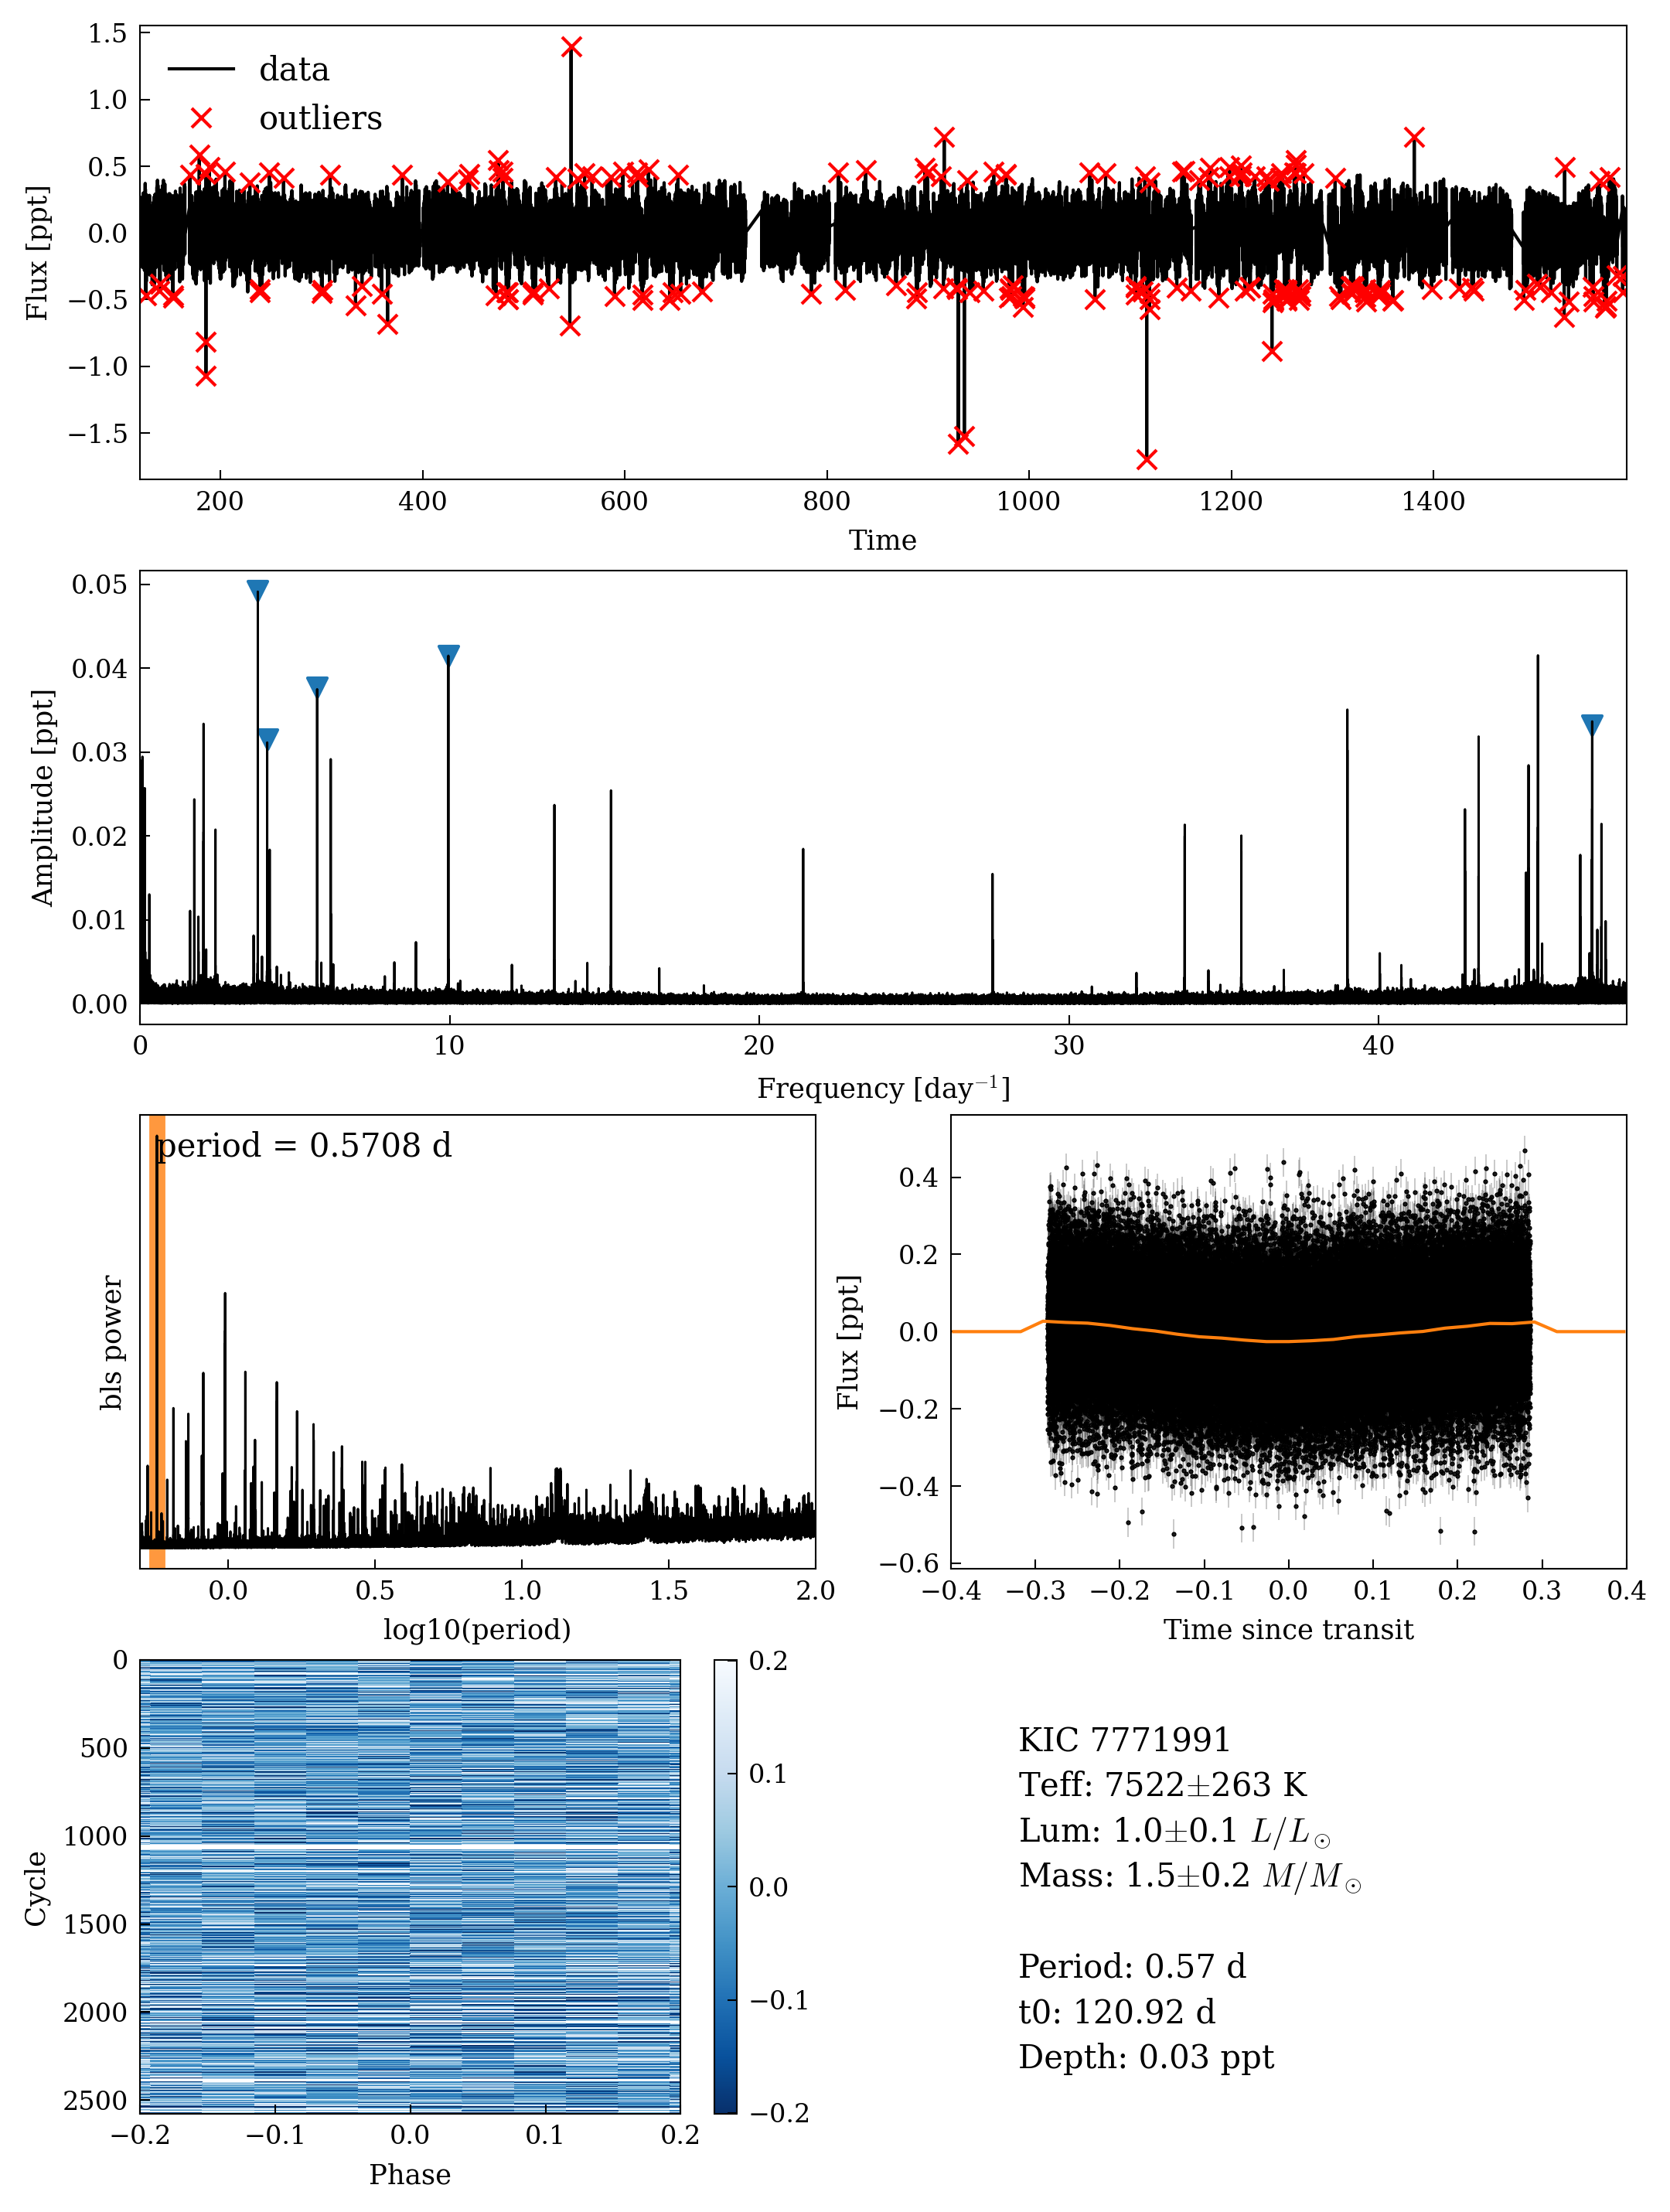 1.5
1.0
0.5
0.0
−0.5
−1.0
−1.5
Flux [ppt]
data
outliers
200 400 600 800 1000 1200 1400
Time
0.05
0.04
0.03
0.02
0.01
0.00
Amplitude [ppt]
0 10 20 30 40
Frequency [day⁻¹]
period = 0.5708 d
bls power
0.0 0.5 1.0 1.5 2.0
log10(period)
0.4
0.2
0.0
−0.2
−0.4
−0.6
Flux [ppt]
−0.4 −0.3 −0.2 −0.1 0.0 0.1 0.2 0.3 0.4
Time since transit
0
500
1000
1500
2000
2500
Cycle
−0.2 −0.1 0.0 0.1 0.2
Phase
0.2
0.1
0.0
−0.1
−0.2
KIC 7771991
Teff: 7522±263 K
Lum: 1.0±0.1 L/L⊙
Mass: 1.5±0.2 M/M⊙
Period: 0.57 d
t0: 120.92 d
Depth: 0.03 ppt